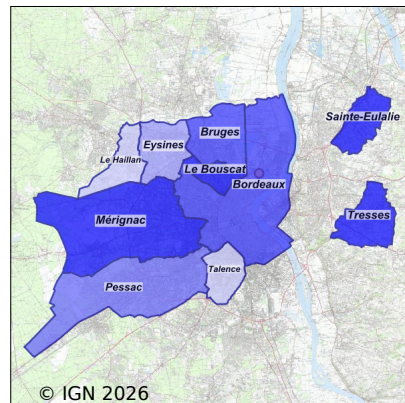 Sainte-Eulalie
Bruges
Eysines
Le Haillan
Le Bouscat
Bordeaux
Mérignac
Tresses
Talence
Pessac
© IGN 2026